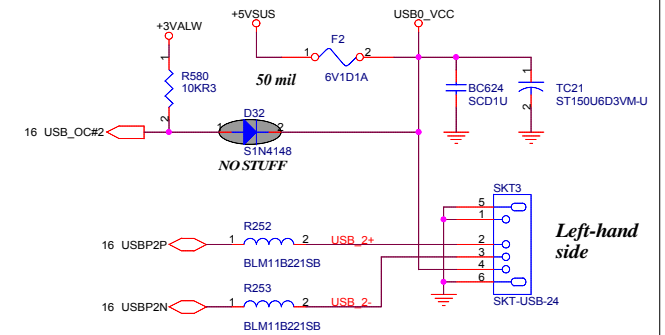 +3VALW
+5VSUS
USB0_VCC
F2
1
2
6V1D1A
50 mil
1
R580
10KR3
2
BC624
SCD1U
1
TC21
ST150U6D3VM-U
2
16 USB_OC#2
D32
1
2
S1N4148
NO STUFF
SKT3
5
1
2
3
4
6
SKT-USB-24
Left-hand
side
16 USBP2P
R252
1
2
USB_2+
BLM11B221SB
16 USBP2N
R253
1
2
USB_2-
BLM11B221SB